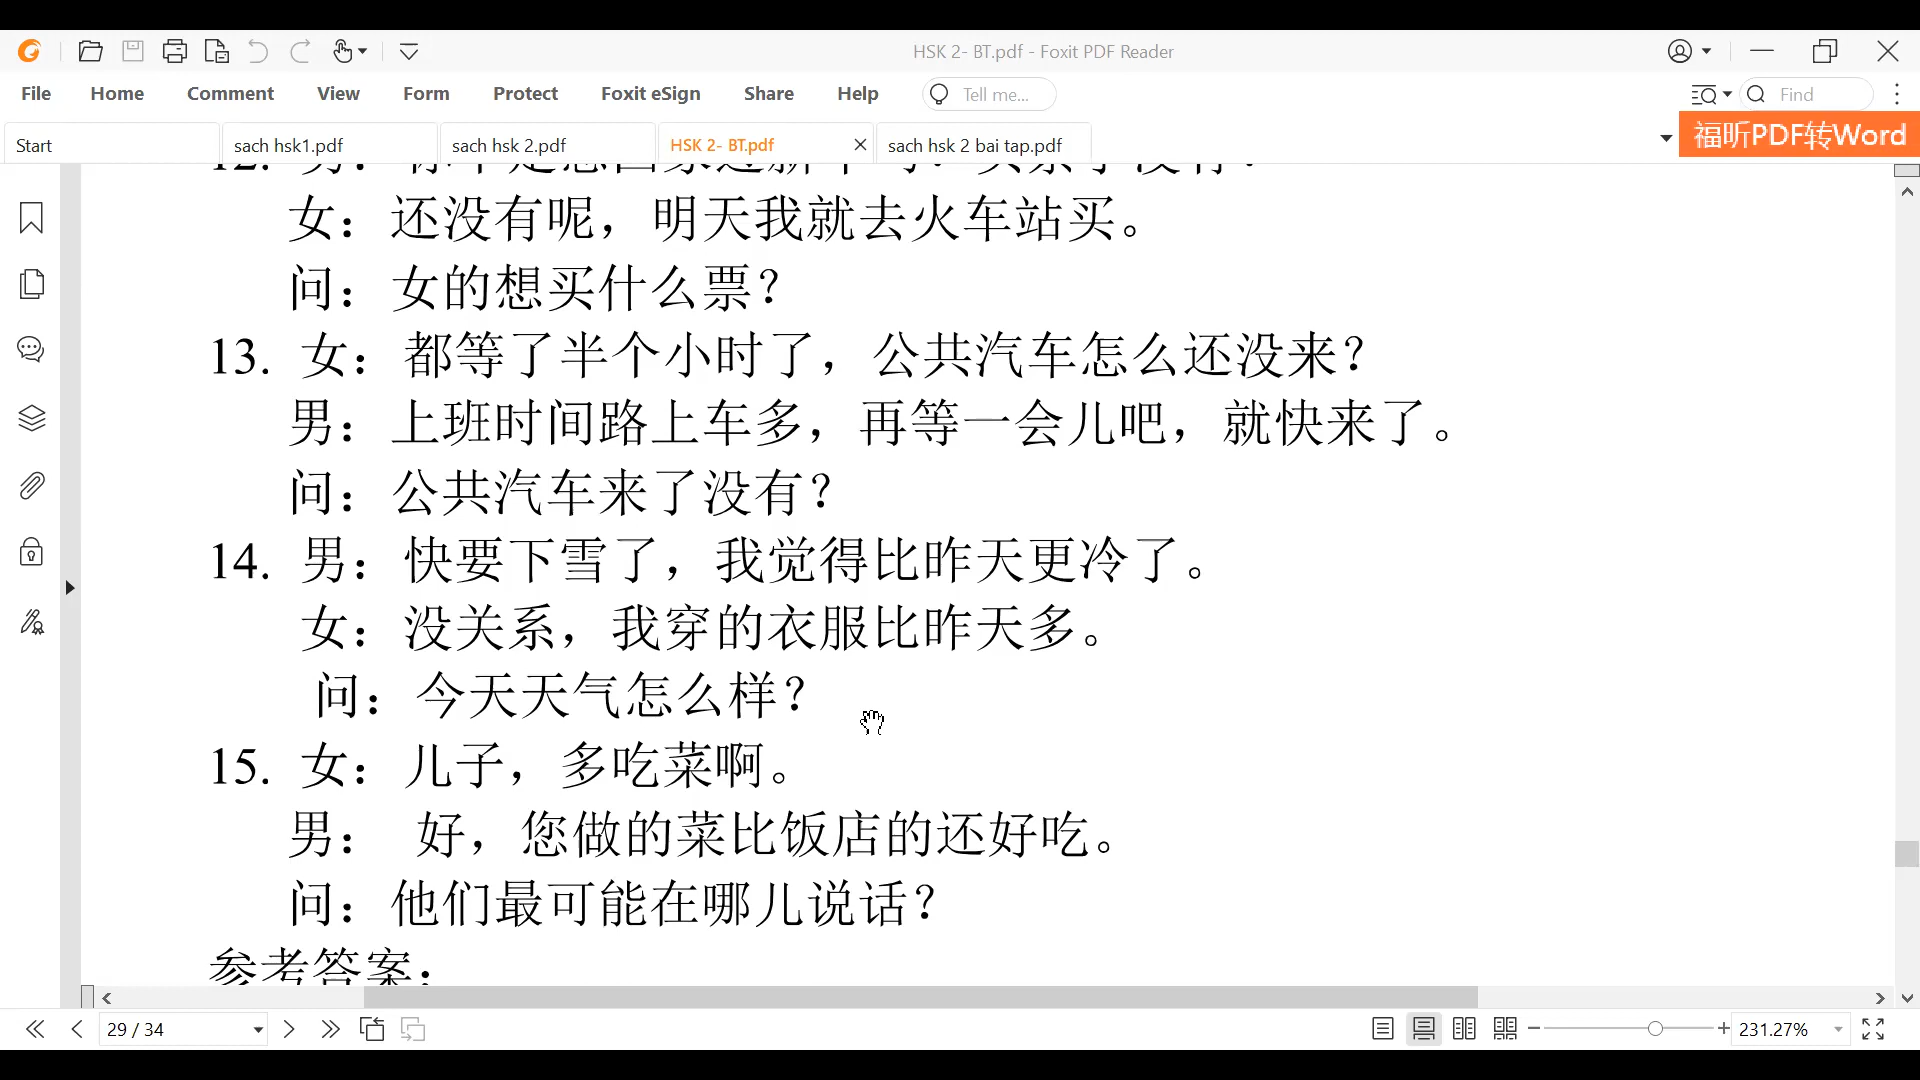 HSK 2- BT.pdf - Foxit PDF Reader
File Home Comment View Form Protect Foxit eSign Share Help Tell me... Find
Start sach hsk1.pdf sach hsk 2.pdf HSK 2- BT.pdf sach hsk 2 bai tap.pdf 福昕PDF转Word
女：还没有呢，明天我就去火车站买。
问：女的想买什么票？
13. 女：都等了半个小时了，公共汽车怎么还没来？
男：上班时间路上车多，再等一会儿吧，就快来了。
问：公共汽车来了没有？
14. 男：快要下雪了，我觉得比昨天更冷了。
女：没关系，我穿的衣服比昨天多。
问：今天天气怎么样？
15. 女：儿子，多吃菜啊。
男： 好，您做的菜比饭店的还好吃。
问：他们最可能在哪儿说话？
参考答案：
29 / 34 231.27%